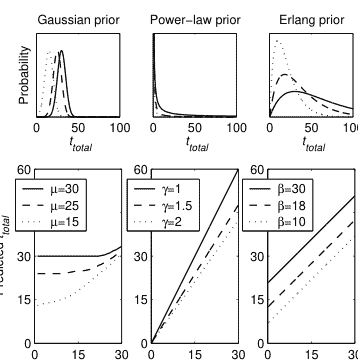 Gaussian prior Power−law prior Erlang prior
Probability
0 50 100 0 50 100 0 50 100
t_total t_total t_total
60 60 60
μ=30 γ=1 β=30
μ=25 γ=1.5 β=18
μ=15 γ=2 β=10
Predicted t_total
30 30 30
15 15 15
0 0 0
0 15 30 0 15 30 0 15 30